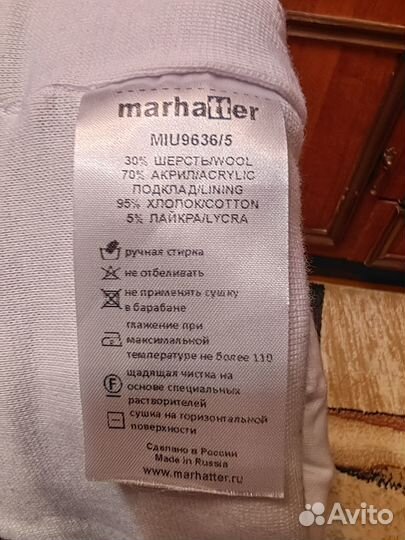 marhatter
MIU9636/5
30% ШЕРСТЬ/WOOL
70% АКРИЛ/ACRYLIC
ПОДКЛАД/LINING
95% ХЛОПОК/COTTON
5% ЛАЙКРА/LYCRA
ручная стирка
не отбеливать
не применять сушку
в барабане
глажение при
максимальной
температуре не более 110
щадящая чистка на
F основе специальных
растворителей
сушка на горизонтальной
поверхности
Сделано в России
Made in Russia
www.marhatter.ru
Avito